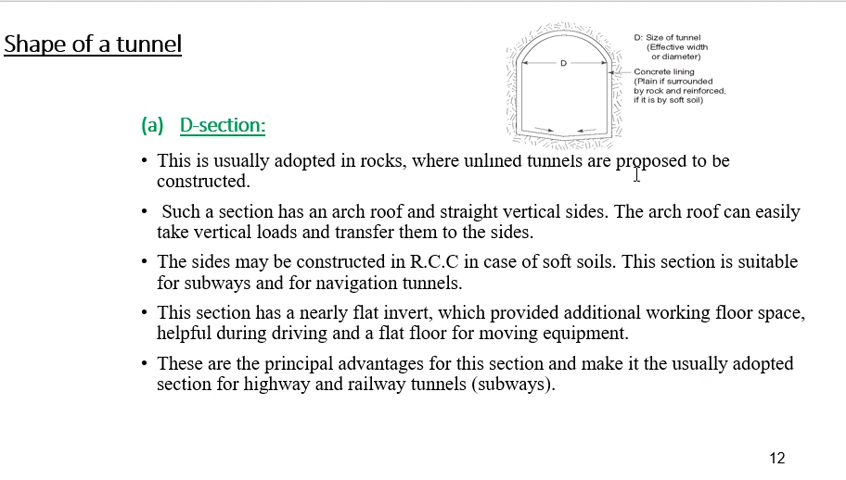 Shape of a tunnel
D: Size of tunnel
(Effective width
or diameter)
D
Concrete lining
(Plain if surrounded
by rock and reinforced,
if it is by soft soil)
(a) D-section:
• This is usually adopted in rocks, where unlined tunnels are proposed to be
constructed.
• Such a section has an arch roof and straight vertical sides. The arch roof can easily
take vertical loads and transfer them to the sides.
• The sides may be constructed in R.C.C in case of soft soils. This section is suitable
for subways and for navigation tunnels.
• This section has a nearly flat invert, which provided additional working floor space,
helpful during driving and a flat floor for moving equipment.
• These are the principal advantages for this section and make it the usually adopted
section for highway and railway tunnels (subways).
12